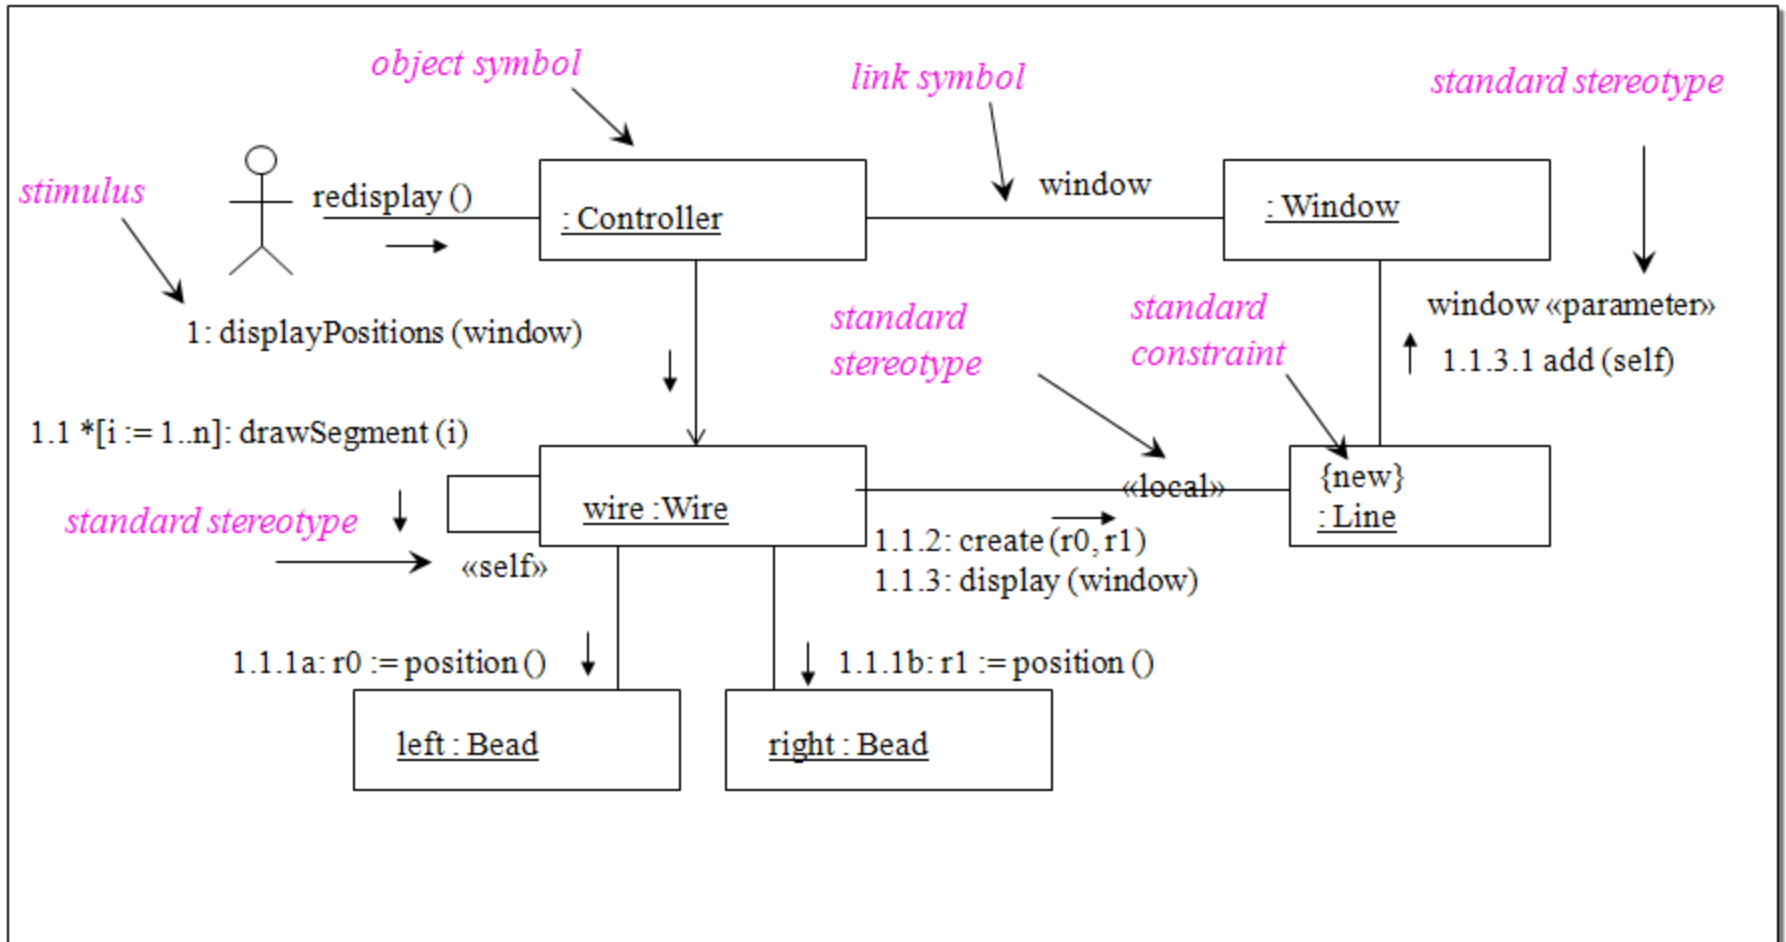 object symbol
link symbol
standard stereotype
stimulus
redisplay ()
: Controller
window
: Window
1: displayPositions (window)
standard
stereotype
standard
constraint
window «parameter»
1.1.3.1 add (self)
1.1 *[i := 1..n]: drawSegment (i)
standard stereotype
«self»
wire :Wire
«local»
{new}
: Line
1.1.2: create (r0, r1)
1.1.3: display (window)
1.1.1a: r0 := position ()
1.1.1b: r1 := position ()
left : Bead
right : Bead